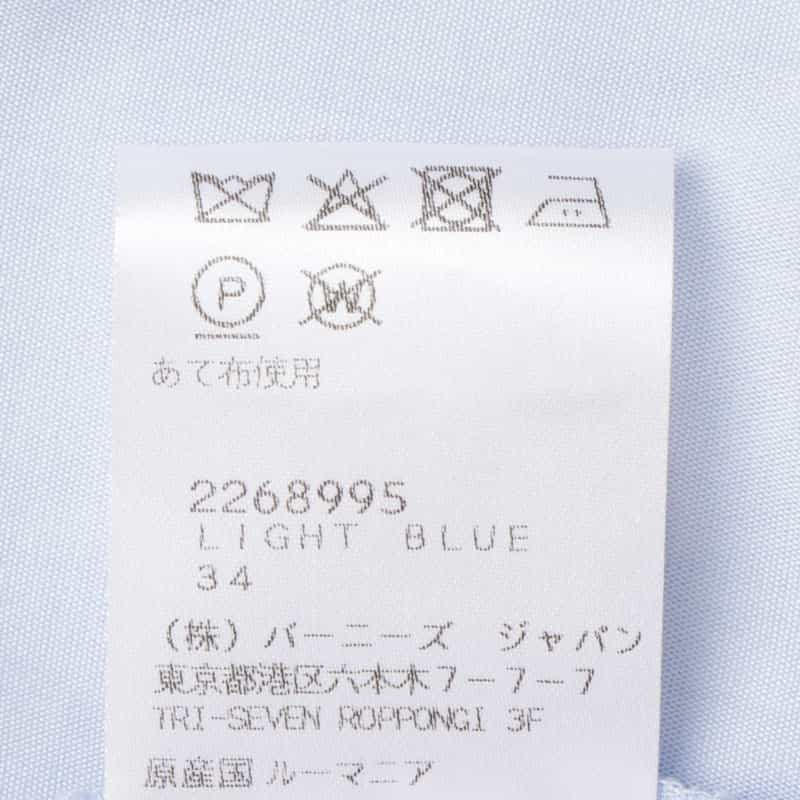 P W
あて布使用
2268995
LIGHT BLUE
34
(株) バーニーズ ジャパン
東京都港区六本木7-7-7
TRI-SEVEN ROPPONGI 3F
原産国 ルーマニア